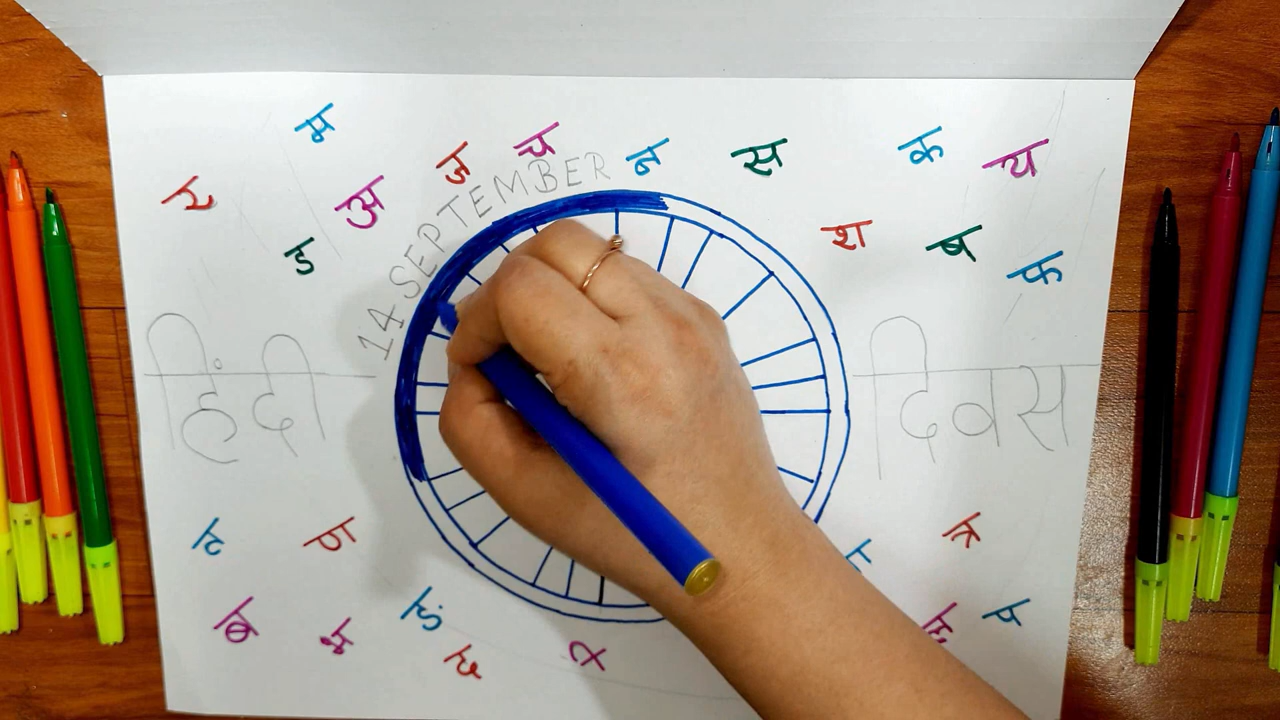 म
ज च न स क य
र अ
श ब
ड फ
14 SEPTEMBER
हिंदी दिवस
ट ण त्र
ब भ ङ प
द